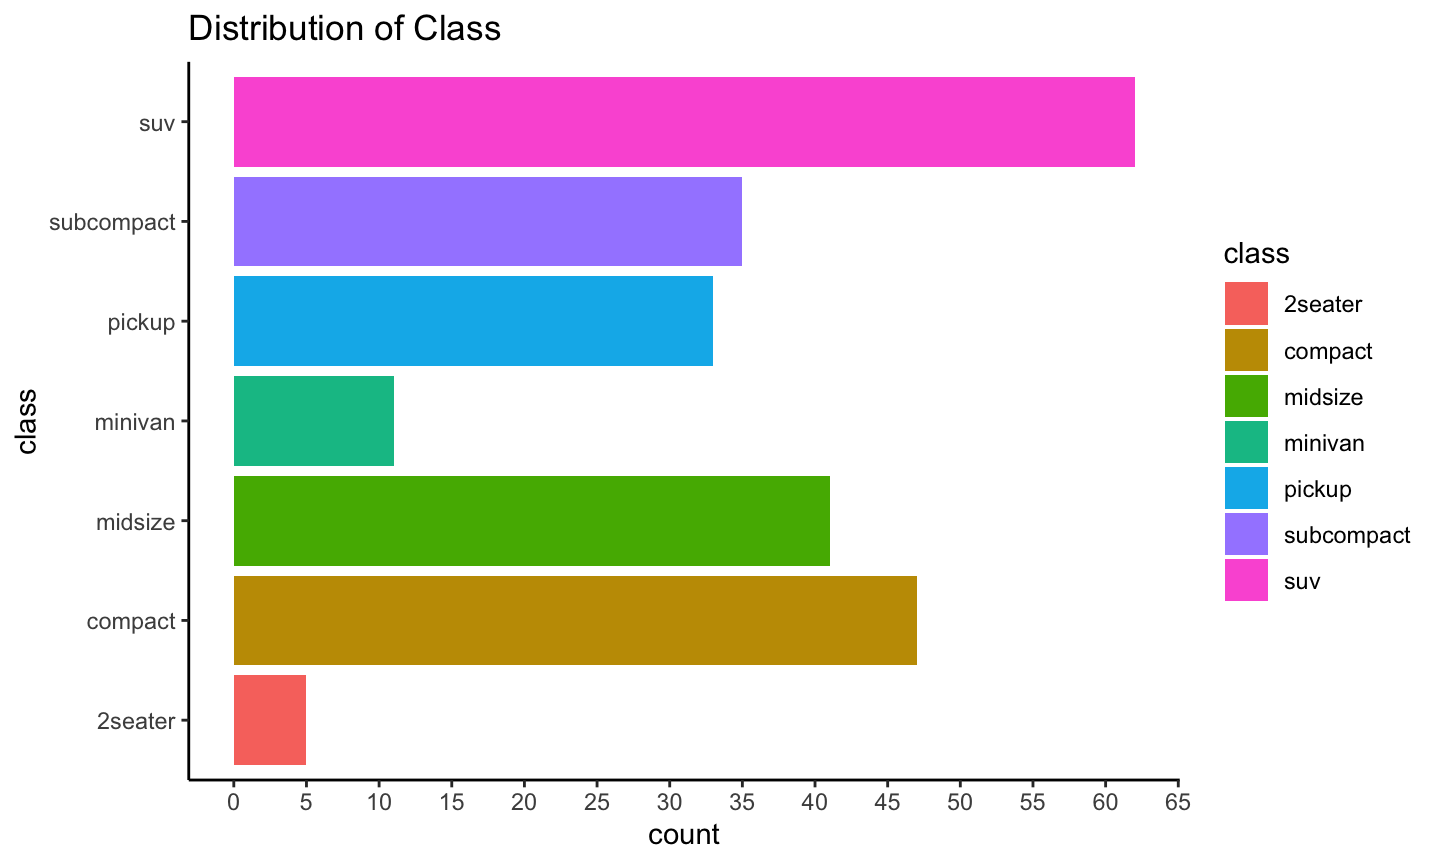 Distribution of Class
suv
subcompact
pickup
minivan
midsize
compact
2seater
class
0 5 10 15 20 25 30 35 40 45 50 55 60 65
count
class
2seater
compact
midsize
minivan
pickup
subcompact
suv